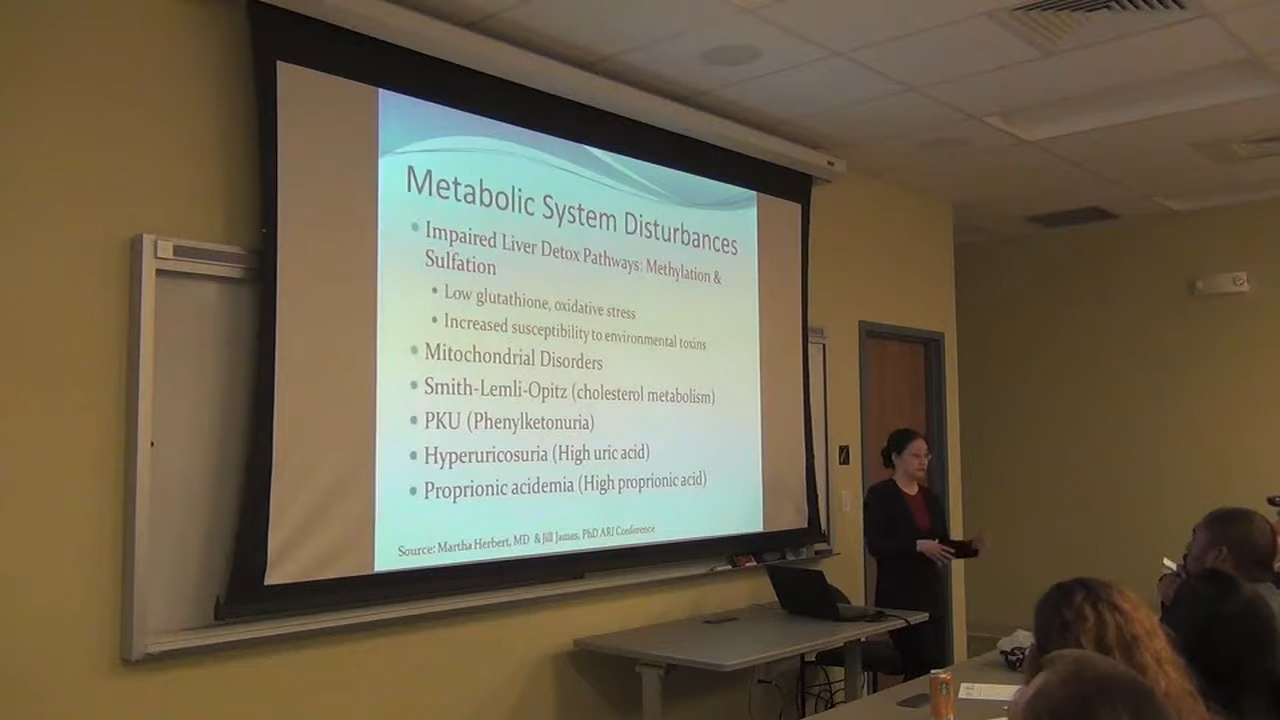 Metabolic System Disturbances
• Impaired Liver Detox Pathways: Methylation &
Sulfation
• Low glutathione, oxidative stress
• Increased susceptibility to environmental toxins
• Mitochondrial Disorders
• Smith-Lemli-Opitz (cholesterol metabolism)
• PKU (Phenylketonuria)
• Hyperuricosuria (High uric acid)
• Proprionic acidemia (High proprionic acid)
Source: Martha Herbert, MD & Jill James, PhD ARI Conference